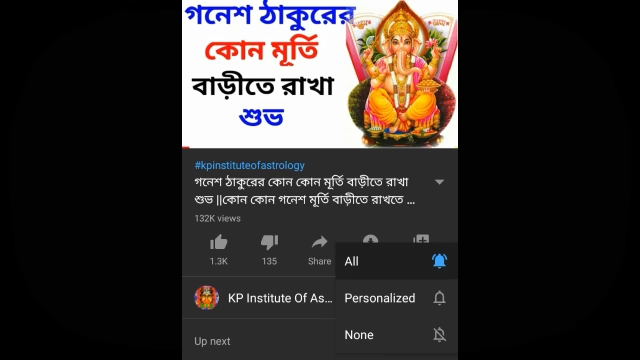 গনেশ ঠাকুরের
কোন মূর্তি
বাড়ীতে রাখা
শুভ
#kpinstituteofastrology
গনেশ ঠাকুরের কোন কোন মূর্তি বাড়ীতে রাখা
শুভ ||কোন কোন গনেশ মূর্তি বাড়ীতে রাখতে ...
132K views
1.3K 135 Share
All
KP Institute Of As... Personalized
None
Up next